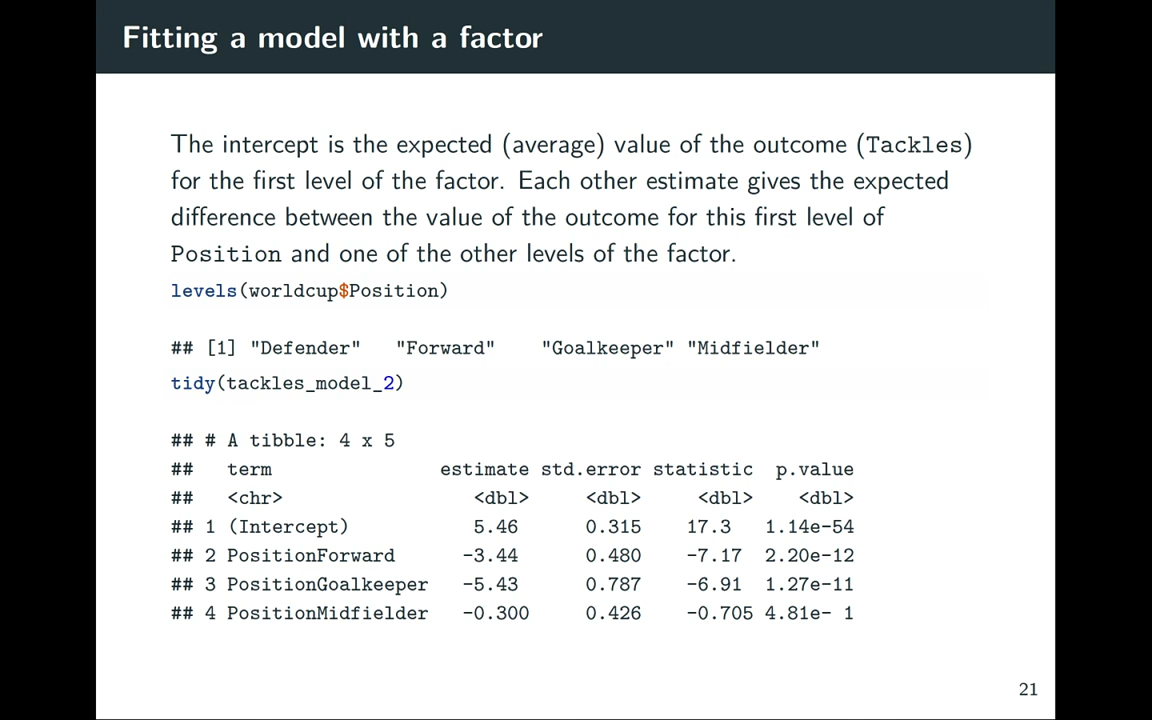 Fitting a model with a factor
The intercept is the expected (average) value of the outcome (Tackles)
for the first level of the factor. Each other estimate gives the expected
difference between the value of the outcome for this first level of
Position and one of the other levels of the factor.
levels(worldcup$Position)
## [1] "Defender"   "Forward"    "Goalkeeper" "Midfielder"
tidy(tackles_model_2)
## # A tibble: 4 x 5
##   term               estimate std.error statistic  p.value
##   <chr>                 <dbl>     <dbl>     <dbl>    <dbl>
## 1 (Intercept)           5.46      0.315    17.3   1.14e-54
## 2 PositionForward      -3.44      0.480    -7.17  2.20e-12
## 3 PositionGoalkeeper   -5.43      0.787    -6.91  1.27e-11
## 4 PositionMidfielder   -0.300     0.426    -0.705 4.81e- 1
21